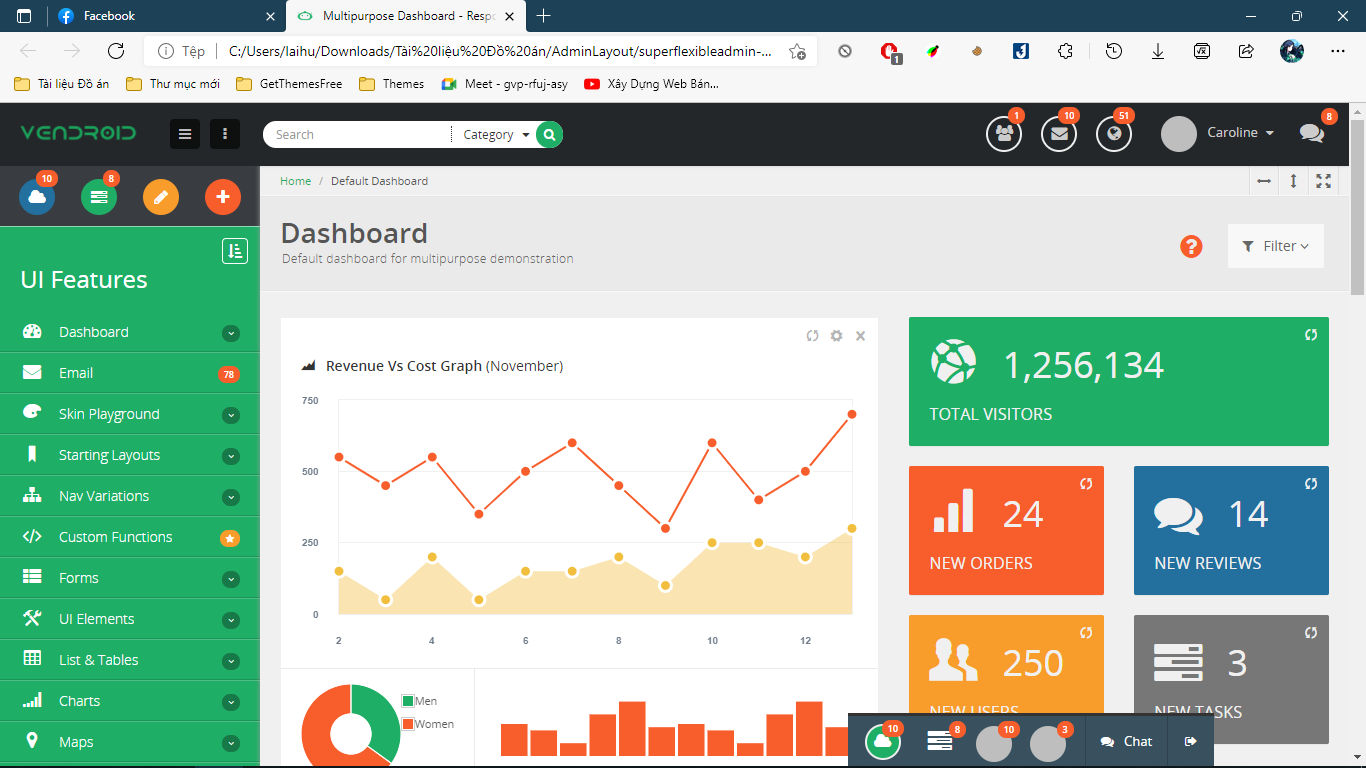 Facebook
Multipurpose Dashboard - Resp
Tệp
C:/Users/laihu/Downloads/Tài%20liệu%20Đồ%20án/AdminLayout/superflexibleadmin-...
1
Tài liệu Đồ án
Thư mục mới
GetThemesFree
Themes
Meet - gvp-rfuj-asy
Xây Dựng Web Bán...
VENDROID
Search
Category
1
10
51
Caroline
8
10
8
Home / Default Dashboard
Dashboard
Default dashboard for multipurpose demonstration
?
Filter
UI Features
Dashboard
Email
78
Skin Playground
Starting Layouts
Nav Variations
Custom Functions
Forms
UI Elements
List & Tables
Charts
Maps
Revenue Vs Cost Graph (November)
750
500
250
0
2
4
6
8
10
12
Men
Women
1,256,134
TOTAL VISITORS
24
NEW ORDERS
14
NEW REVIEWS
250
NEW USERS
3
NEW TASKS
10
8
10
3
Chat